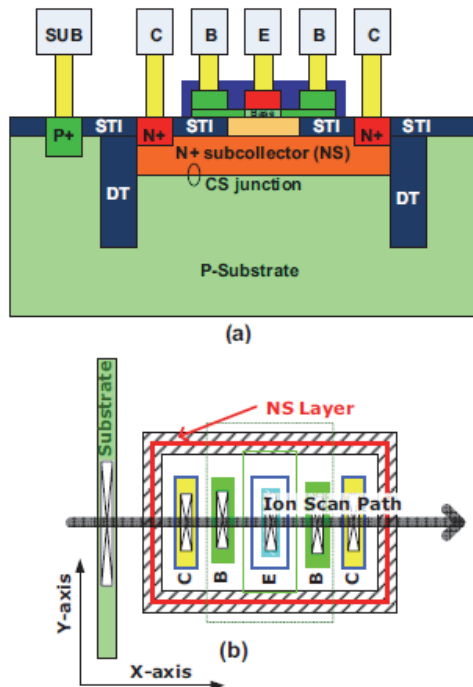 SUB C B E B C
Base
P+ STI N+ STI STI N+ STI
N+ subcollector (NS)
CS junction
DT DT
P-Substrate
(a)
NS Layer
Substrate
Ion Scan Path
C B E B C
Y-axis
X-axis
(b)